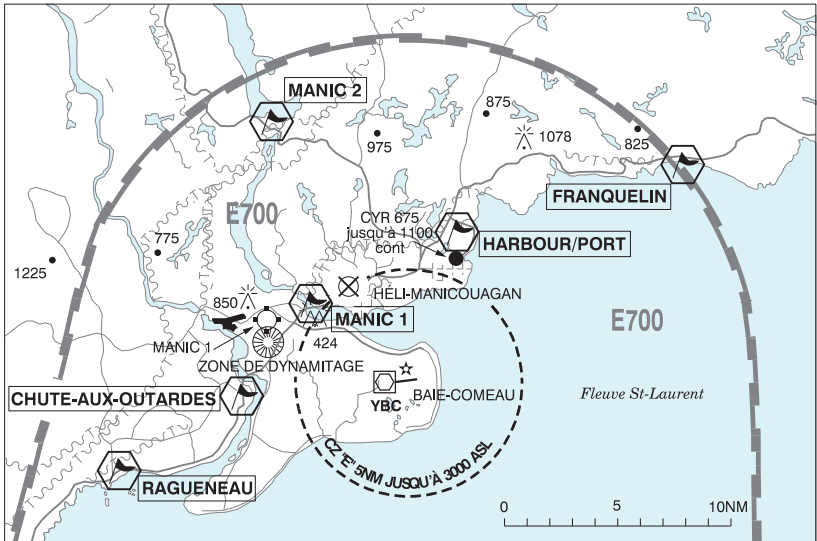 MANIC 2
875
1078
825
975
FRANQUELIN
E700
CYR 675
jusqu'à 1100
cont
HARBOUR/PORT
775
1225
HELI-MANICOUAGAN
850
MANIC 1
E700
MANIC 1
424
ZONE DE DYNAMITAGE
CHUTE-AUX-OUTARDES
BAIE-COMEAU
YBC
Fleuve St-Laurent
CZ "E" 5NM JUSQU'À 3000 ASL
RAGUENEAU
0 5 10NM